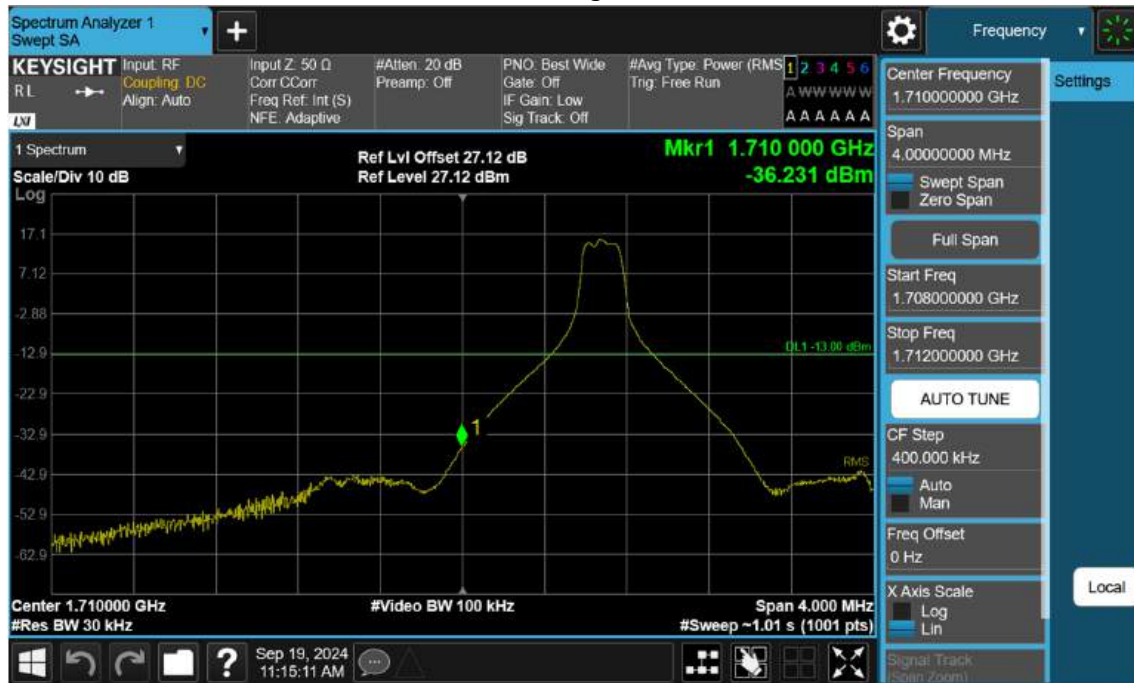 Spectrum Analyzer 1
Swept SA
+
Frequency
KEYSIGHT
RL
LXI
Input: RF
Coupling: DC
Align: Auto
Input Z: 50 Ω
Corr CCorr
Freq Ref: Int (S)
NFE: Adaptive
#Atten: 20 dB
Preamp: Off
PNO: Best Wide
Gate: Off
IF Gain: Low
Sig Track: Off
#Avg Type: Power (RMS
Trig: Free Run
1 2 3 4 5 6
A W W W W W
A A A A A A
Center Frequency
1.710000000 GHz
Settings
Span
4.00000000 MHz
Swept Span
Zero Span
Full Span
Start Freq
1.708000000 GHz
Stop Freq
1.712000000 GHz
AUTO TUNE
CF Step
400.000 kHz
Auto
Man
Freq Offset
0 Hz
X Axis Scale
Log
Lin
Signal Track
(Span Zoom)
Local
1 Spectrum
Scale/Div 10 dB
Log
Ref Lvl Offset 27.12 dB
Ref Level 27.12 dBm
Mkr1 1.710 000 GHz
-36.231 dBm
17.1
7.12
-2.88
-12.9
-22.9
-32.9
-42.9
-52.9
-62.9
DL1 -13.00 dBm
1
RMS
Center 1.710000 GHz
#Res BW 30 kHz
#Video BW 100 kHz
Span 4.000 MHz
#Sweep ~1.01 s (1001 pts)
?
Sep 19, 2024
11:15:11 AM